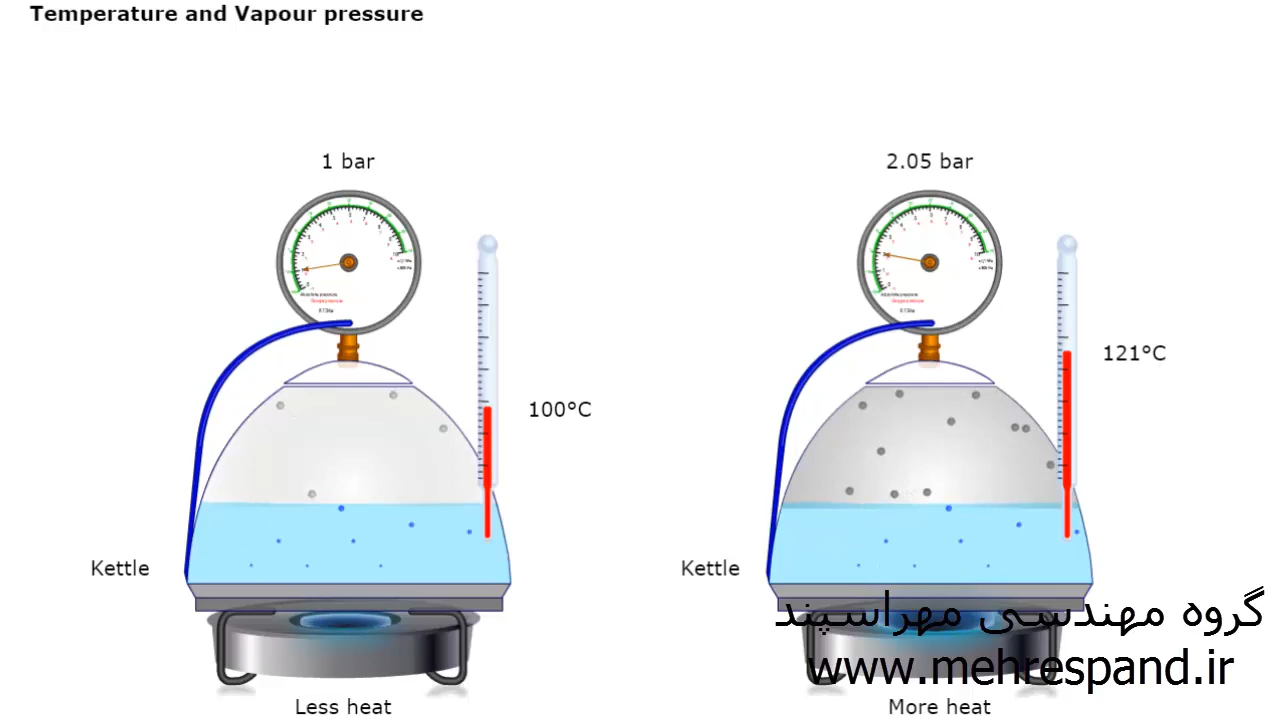 Temperature and Vapour pressure
1 bar
2.05 bar
121°C
100°C
Kettle
Kettle
گروه مهندسی مهراسپند
www.mehrespand.ir
Less heat
More heat